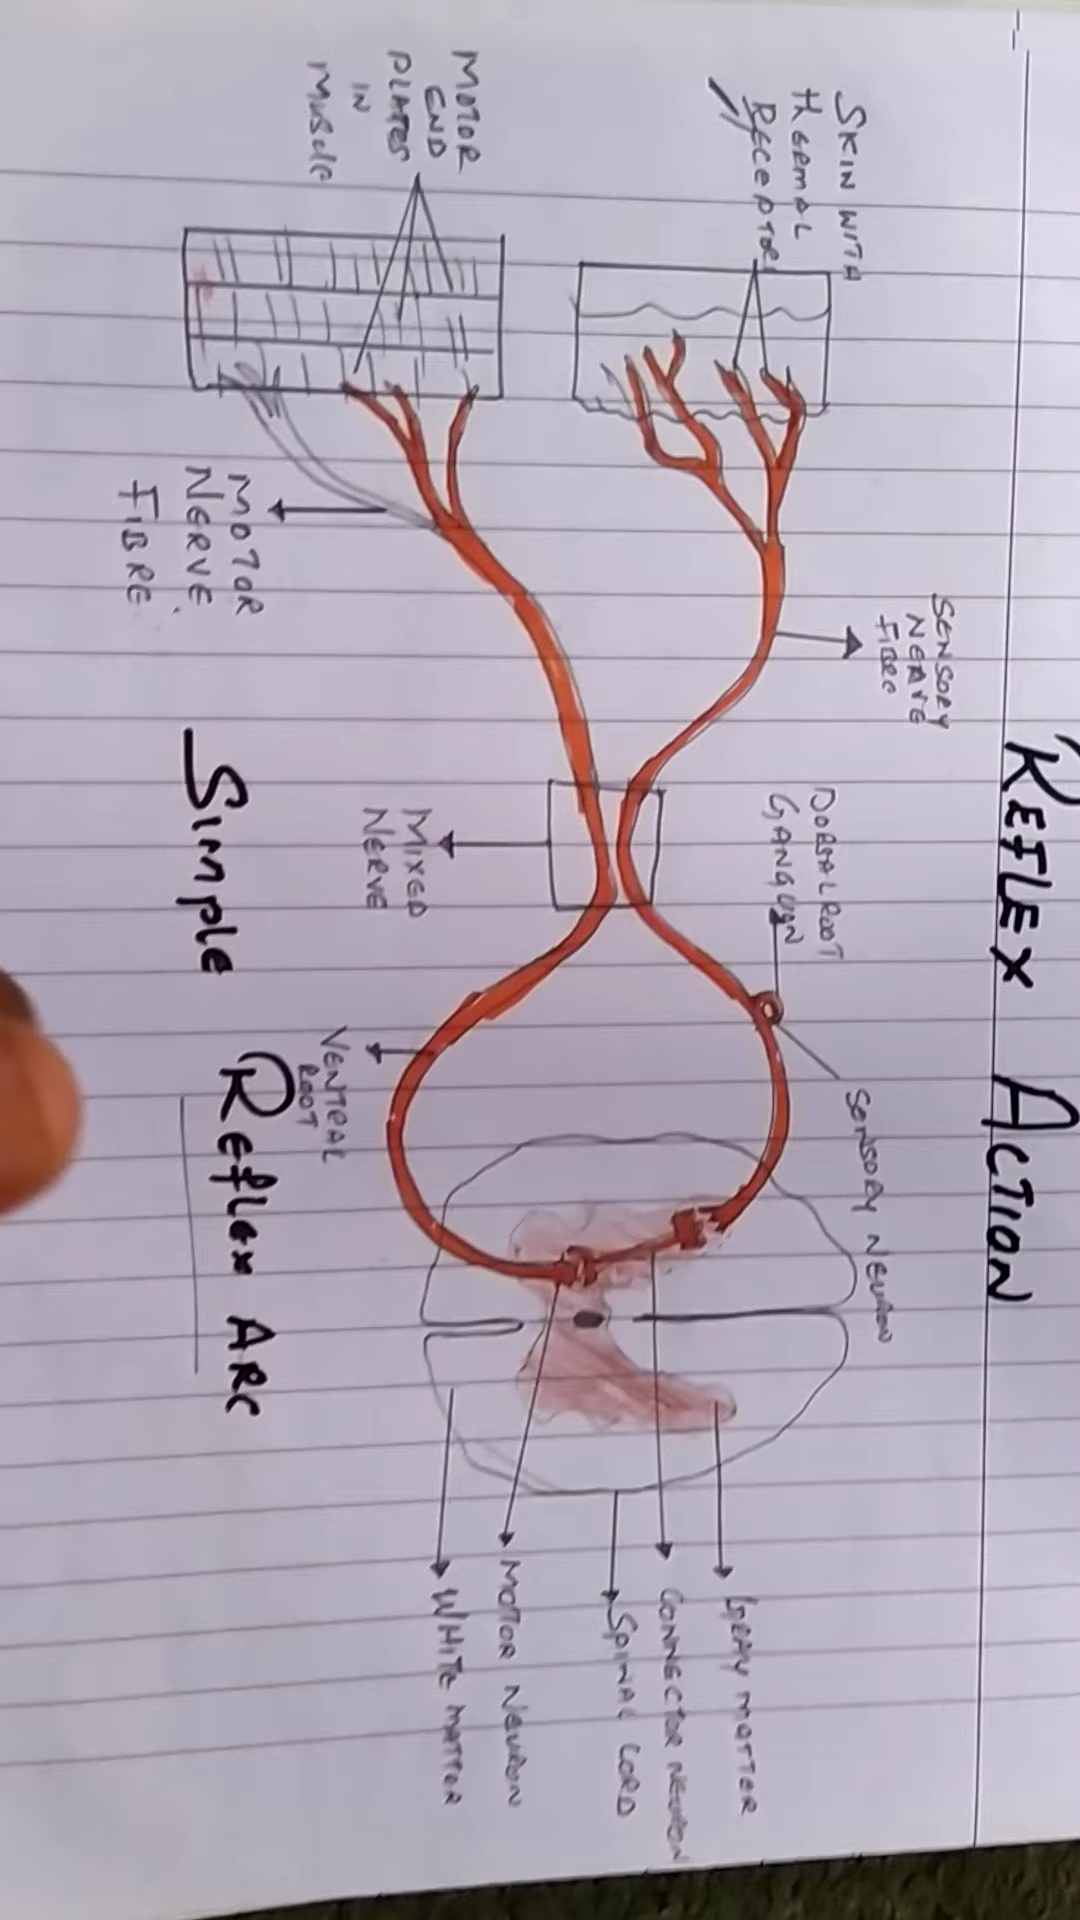 REFLEX ACTION
SKIN WITH
THERMAL
RECEPTOR
SENSORY
NERVE
FIBRE
DORSAL ROOT
GANGLION
SENSORY NEURON
MOTOR
END
PLATES
IN
MUSCLE
MOTOR
NERVE
FIBRE
MIXED
NERVE
VENTRAL
ROOT
GRAY MATTER
CONNECTOR NEURON
SPINAL CORD
MOTOR NEURON
WHITE MATTER
SIMPLE REFLEX ARC